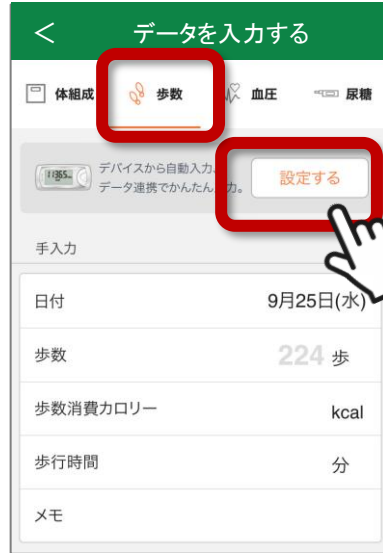 データを入力する
体組成 歩数 血圧 尿糖
デバイスから自動入力、
データ連携でかんたん 力。
設定する
手入力
日付 9月25日(水)
歩数 224 歩
歩数消費カロリー kcal
歩行時間 分
メモ